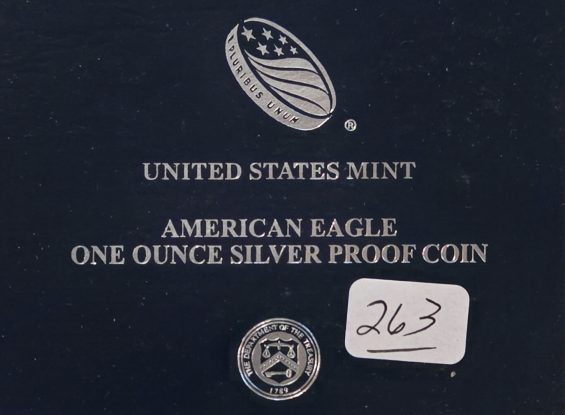 PLURIBUS UNUM
®
UNITED STATES MINT
AMERICAN EAGLE
ONE OUNCE SILVER PROOF COIN
263
THE DEPARTMENT OF THE TREASURY
1789